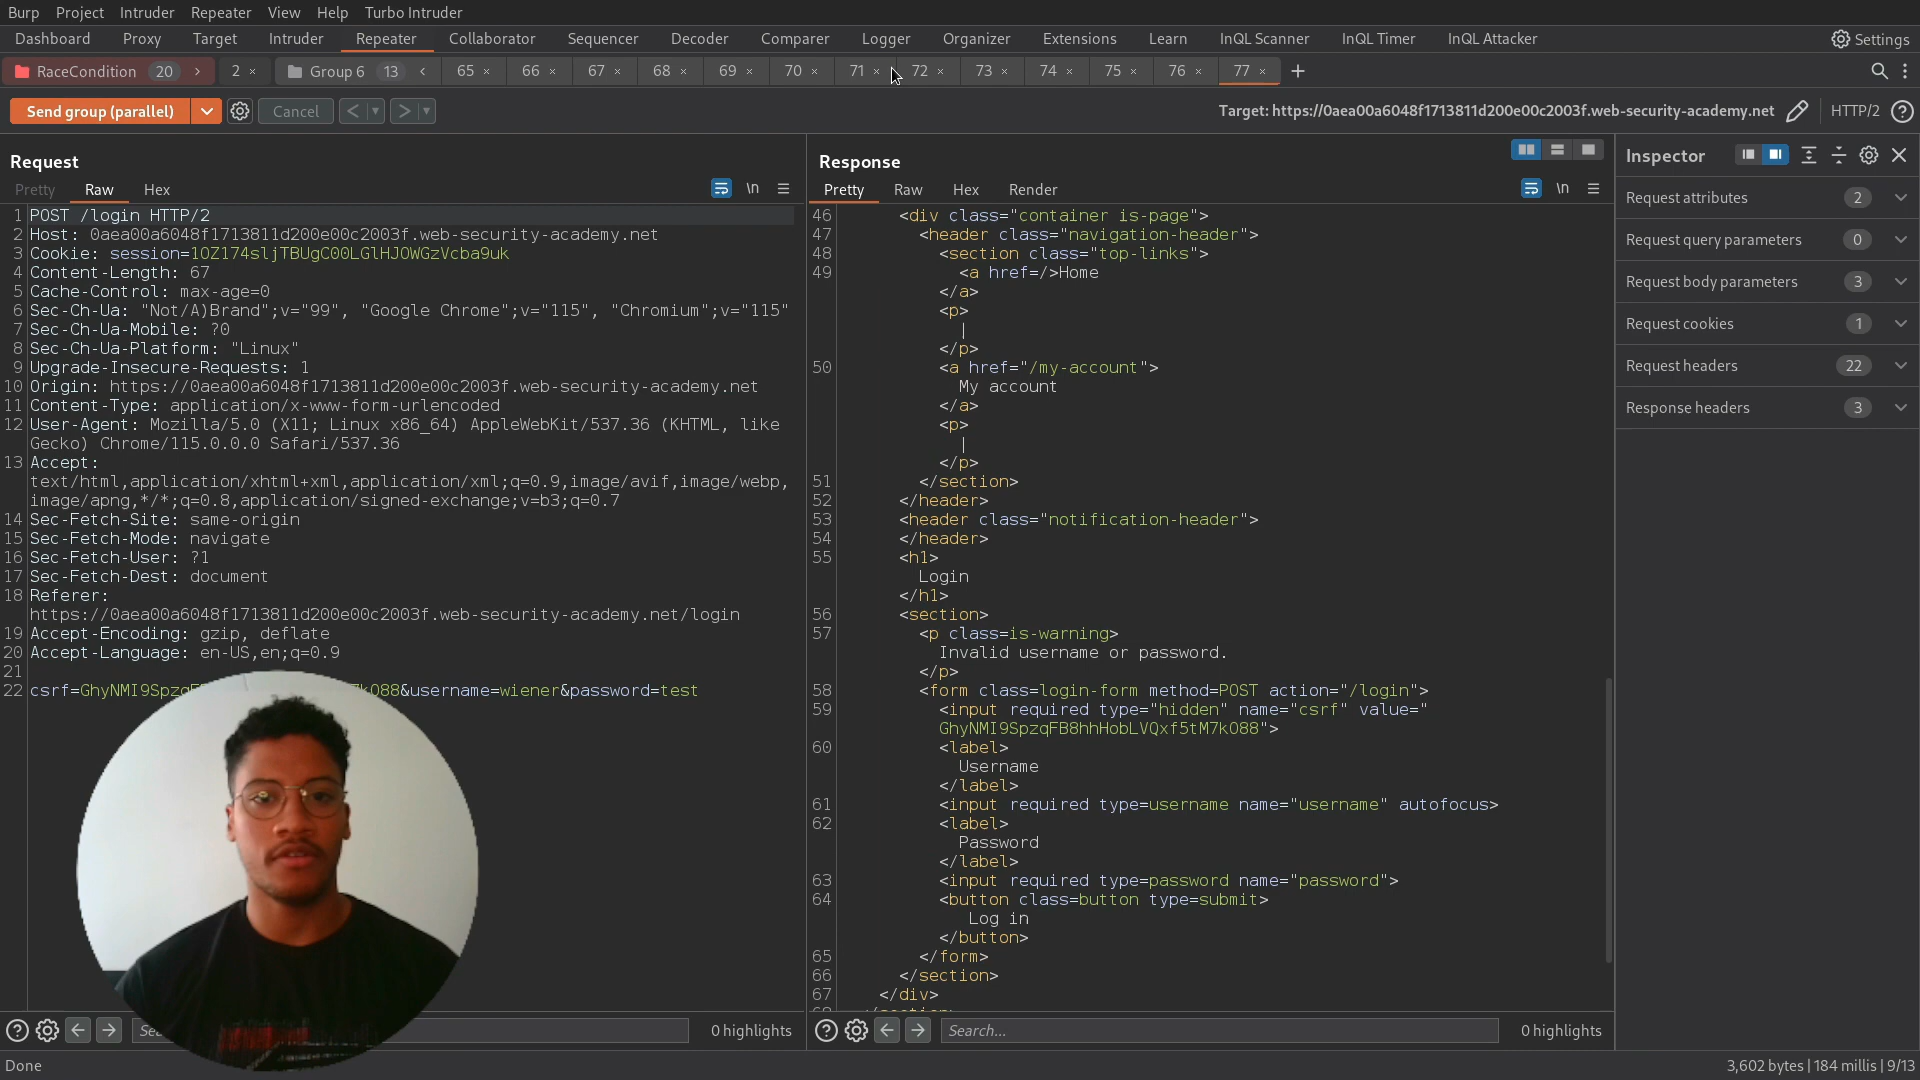 Burp Project Intruder Repeater View Help Turbo Intruder
Dashboard Proxy Target Intruder Repeater Collaborator Sequencer Decoder Comparer Logger Organizer Extensions Learn InQL Scanner InQL Timer InQL Attacker Settings
RaceCondition 20 > 2 × Group 6 13 < 65 × 66 × 67 × 68 × 69 × 70 × 71 × 72 × 73 × 74 × 75 × 76 × 77 × +
Send group (parallel) Cancel < > Target: https://0aea00a6048f1713811d200e00c2003f.web-security-academy.net HTTP/2
Request
Pretty Raw Hex \n
1 POST /login HTTP/2
2 Host: 0aea00a6048f1713811d200e00c2003f.web-security-academy.net
3 Cookie: session=1OZ174sljTBUgC00LGlHJOWGzVcba9uk
4 Content-Length: 67
5 Cache-Control: max-age=0
6 Sec-Ch-Ua: "Not/A)Brand";v="99", "Google Chrome";v="115", "Chromium";v="115"
7 Sec-Ch-Ua-Mobile: ?0
8 Sec-Ch-Ua-Platform: "Linux"
9 Upgrade-Insecure-Requests: 1
10 Origin: https://0aea00a6048f1713811d200e00c2003f.web-security-academy.net
11 Content-Type: application/x-www-form-urlencoded
12 User-Agent: Mozilla/5.0 (X11; Linux x86_64) AppleWebKit/537.36 (KHTML, like
Gecko) Chrome/115.0.0.0 Safari/537.36
13 Accept:
text/html,application/xhtml+xml,application/xml;q=0.9,image/avif,image/webp,
image/apng,*/*;q=0.8,application/signed-exchange;v=b3;q=0.7
14 Sec-Fetch-Site: same-origin
15 Sec-Fetch-Mode: navigate
16 Sec-Fetch-User: ?1
17 Sec-Fetch-Dest: document
18 Referer:
https://0aea00a6048f1713811d200e00c2003f.web-security-academy.net/login
19 Accept-Encoding: gzip, deflate
20 Accept-Language: en-US,en;q=0.9
21
22 csrf=GhyNMI9Spzq 7kO88&username=wiener&password=test
0 highlights
Response
Pretty Raw Hex Render \n
46 <div class="container is-page">
47 <header class="navigation-header">
48 <section class="top-links">
49 <a href=/>Home
</a>
<p>
|
</p>
50 <a href="/my-account">
My account
</a>
<p>
|
</p>
51 </section>
52 </header>
53 <header class="notification-header">
54 </header>
55 <h1>
Login
</h1>
56 <section>
57 <p class=is-warning>
Invalid username or password.
</p>
58 <form class=login-form method=POST action="/login">
59 <input required type="hidden" name="csrf" value="
GhyNMI9SpzqFB8hhHobLVQxf5tM7kO88">
60 <label>
Username
</label>
61 <input required type=username name="username" autofocus>
62 <label>
Password
</label>
63 <input required type=password name="password">
64 <button class=button type=submit>
Log in
</button>
65 </form>
66 </section>
67 </div>
Search... 0 highlights
Inspector
Request attributes 2
Request query parameters 0
Request body parameters 3
Request cookies 1
Request headers 22
Response headers 3
Done 3,602 bytes | 184 millis | 9/13